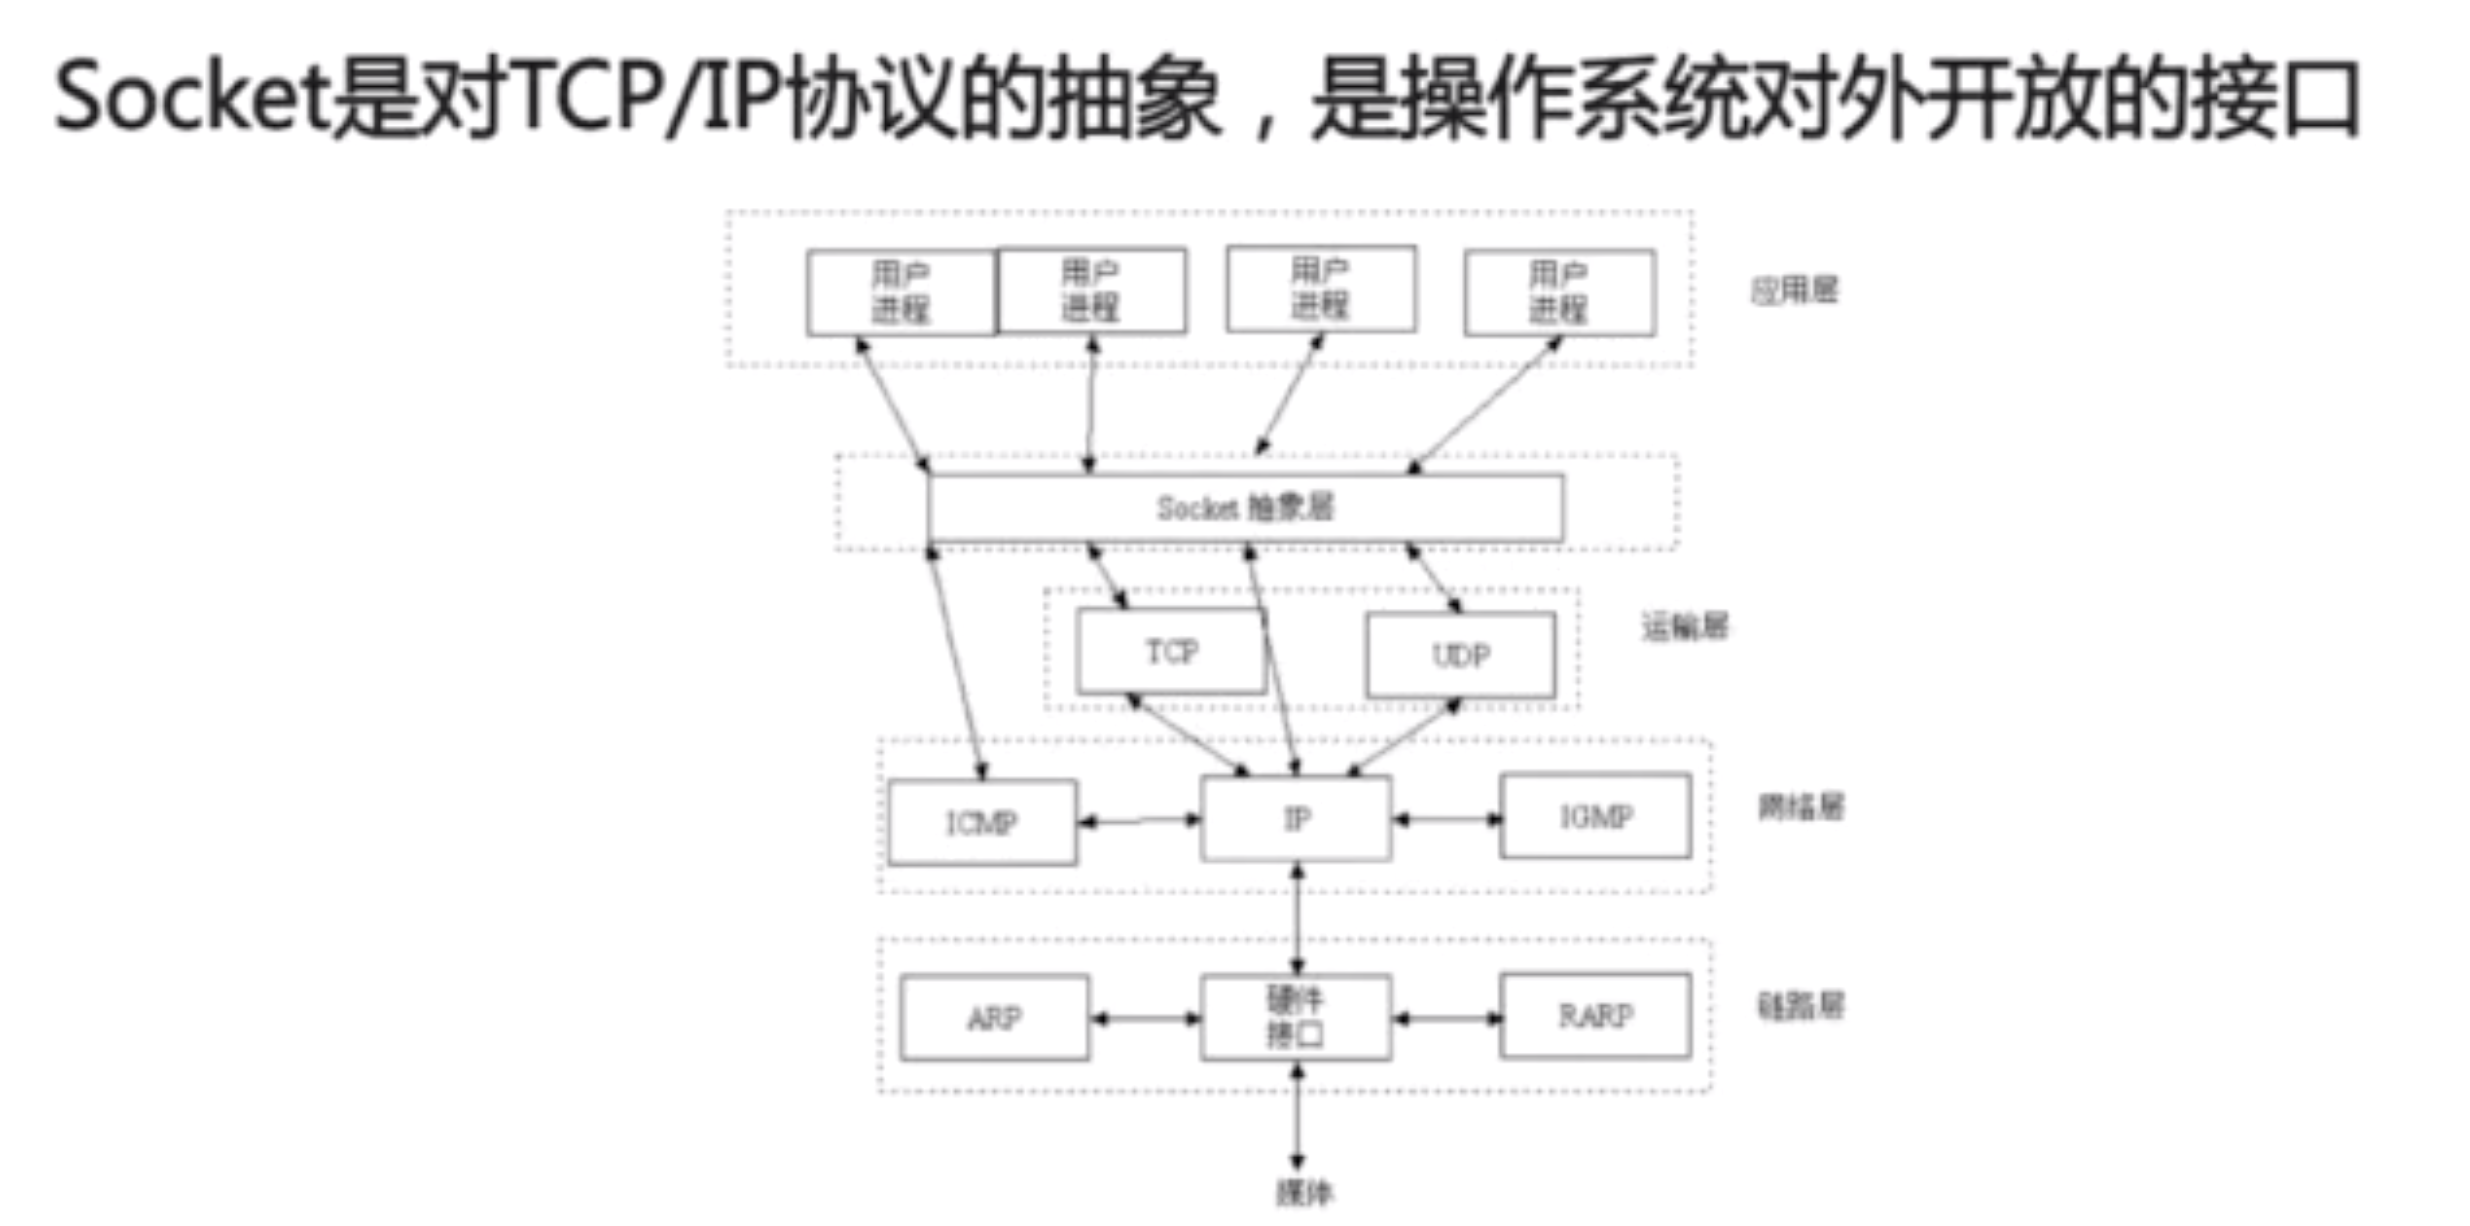 Socket是对TCP/IP协议的抽象，是操作系统对外开放的接口
用户
进程
用户
进程
用户
进程
用户
进程
应用层
Socket 抽象层
TCP
UDP
运输层
ICMP
IP
IGMP
网络层
ARP
硬件
接口
RARP
链路层
媒体